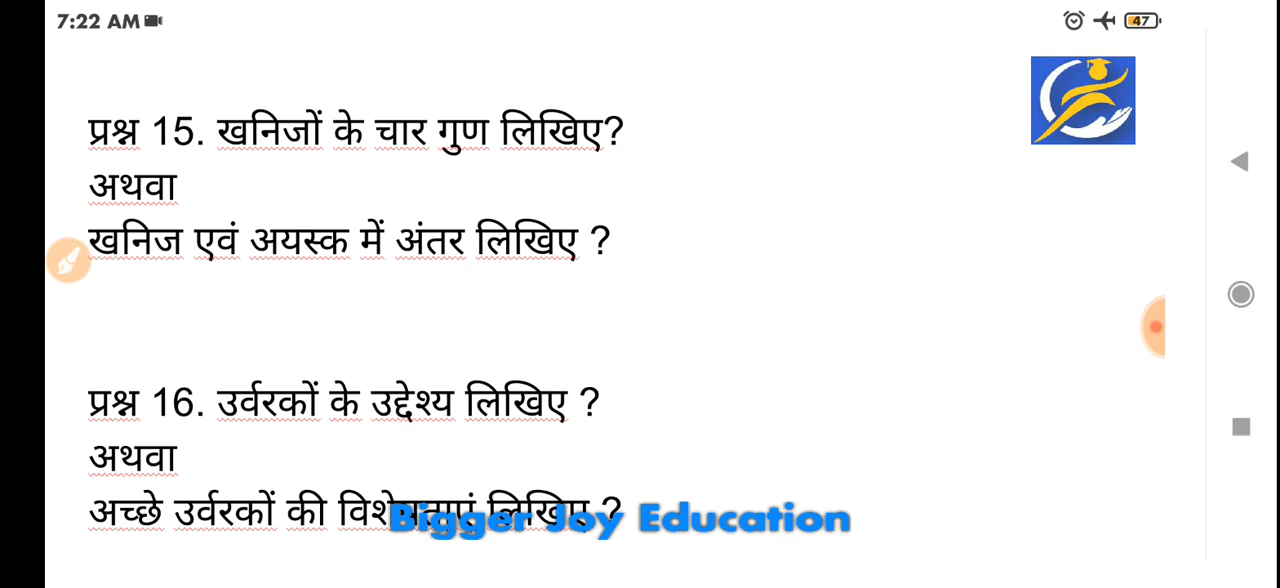 7:22 AM
47
प्रश्न 15. खनिजों के चार गुण लिखिए?
अथवा
खनिज एवं अयस्क में अंतर लिखिए ?
प्रश्न 16. उर्वरकों के उद्देश्य लिखिए ?
अथवा
अच्छे उर्वरकों की विशेषताएं लिखिए ?
Bigger Joy Education